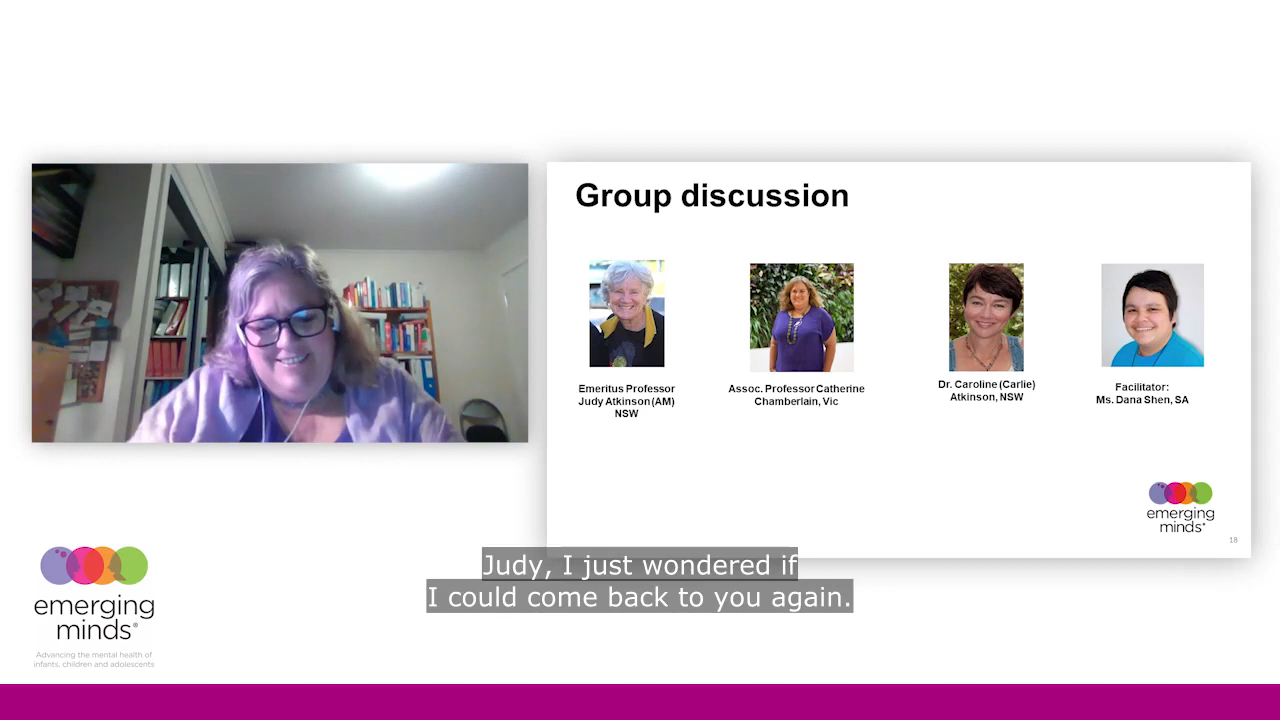 Group discussion
Emeritus Professor
Judy Atkinson (AM)
NSW
Assoc. Professor Catherine
Chamberlain, Vic
Dr. Caroline (Carlie)
Atkinson, NSW
Facilitator:
Ms. Dana Shen, SA
emerging
minds®
18
Judy, I just wondered if
I could come back to you again.
emerging
minds®
Advancing the mental health of
infants, children and adolescents